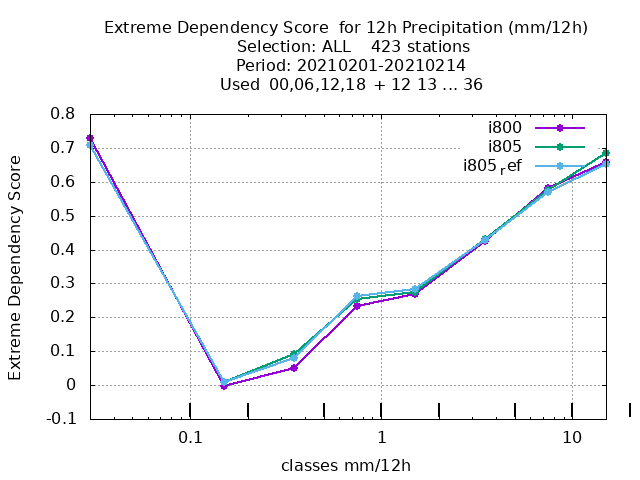 Extreme Dependency Score  for 12h Precipitation (mm/12h)
Selection: ALL    423 stations
Period: 20210201-20210214
Used  00,06,12,18  + 12 13 ... 36
i800
i805
i805ref
Extreme Dependency Score
0.8
0.7
0.6
0.5
0.4
0.3
0.2
0.1
0
-0.1
0.1
1
10
classes mm/12h